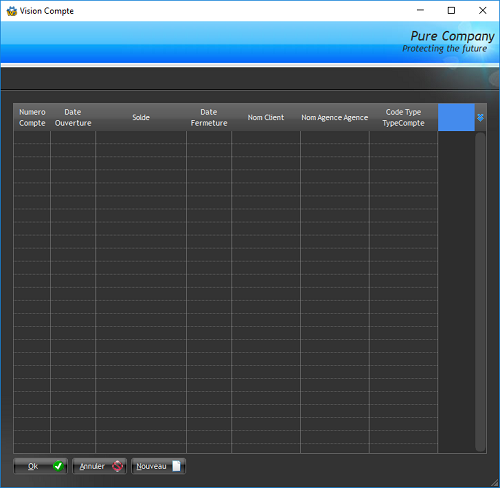 Vision Compte
Pure Company
Protecting the future
Numero Compte
Date Ouverture
Solde
Date Fermeture
Nom Client
Nom Agence Agence
Code Type TypeCompte
Ok
Annuler
Nouveau